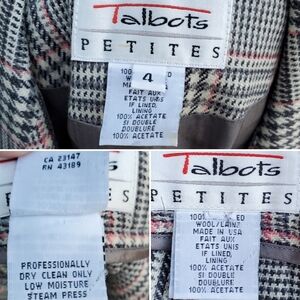 Talbots
PETITES
100
4
FAIT AUX
ETATS UNIS
IF LINED,
LINING
100% ACETATE
SI DOUBLE
DOUBLURE
100% ACETATE
CA 23147
RN 43189
PROFESSIONALLY
DRY CLEAN ONLY
LOW MOISTURE
STEAM PRESS
Talbots
PETITES
100%
WOOL/LAINE
MADE IN USA
FAIT AUX
ETATS UNIS
IF LINED,
LINING
100% ACETATE
SI DOUBLE
DOUBLURE
100% ACETATE